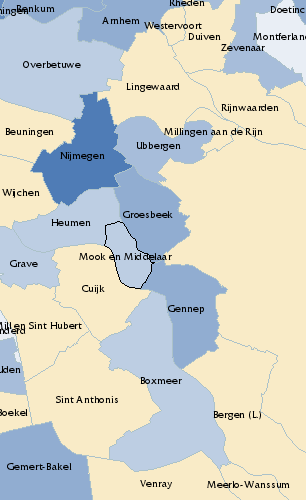 Rheden
Doetinc
Renkum
Arnhem
Westervoort
Duiven
Montferland
Zevenaar
Overbetuwe
Lingewaard
Rijnwaarden
Beuningen
Millingen aan de Rijn
Ubbergen
Nijmegen
Wijchen
Groesbeek
Heumen
Mook en Middelaar
Grave
Cuijk
Gennep
Mill en Sint Hubert
Boxmeer
Sint Anthonis
Boekel
Bergen (L)
Gemert-Bakel
Venray
Meerlo-Wanssum